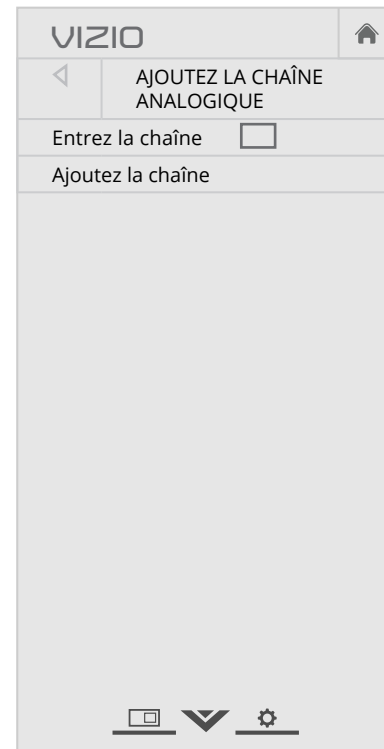 VIZIO
AJOUTEZ LA CHAÎNE
ANALOGIQUE
Entrez la chaîne
Ajoutez la chaîne